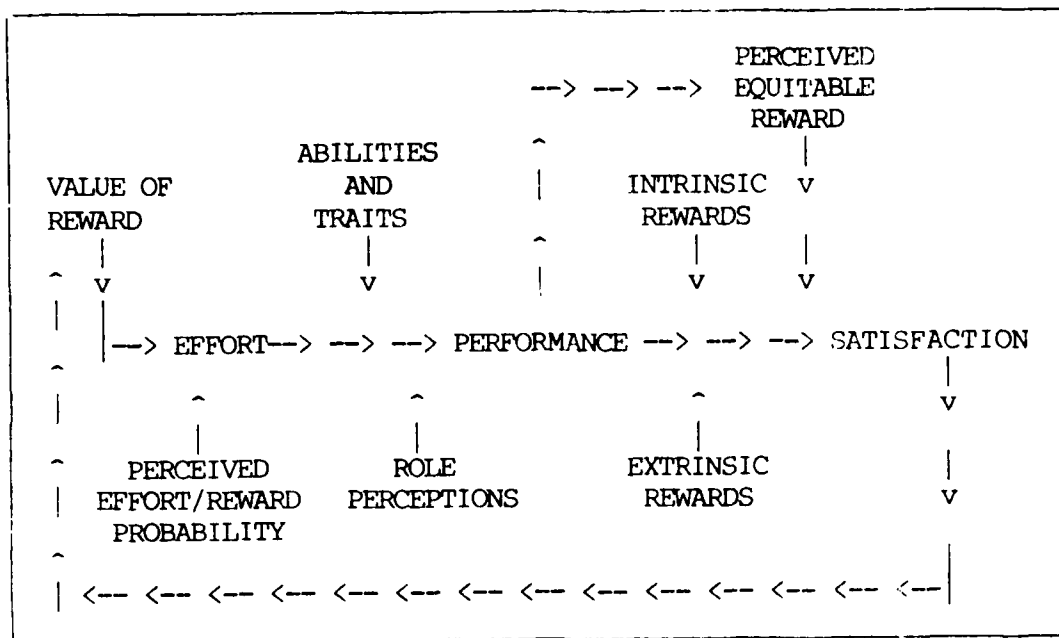 PERCEIVED
--> --> --> EQUITABLE
REWARD
ABILITIES
VALUE OF AND INTRINSIC v
REWARD TRAITS REWARDS
v v v v
--> EFFORT--> --> --> PERFORMANCE --> --> --> SATISFACTION
v
PERCEIVED ROLE EXTRINSIC
EFFORT/REWARD PERCEPTIONS REWARDS v
PROBABILITY
<-- <-- <-- <-- <-- <-- <-- <-- <-- <-- <-- <-- <-- <--